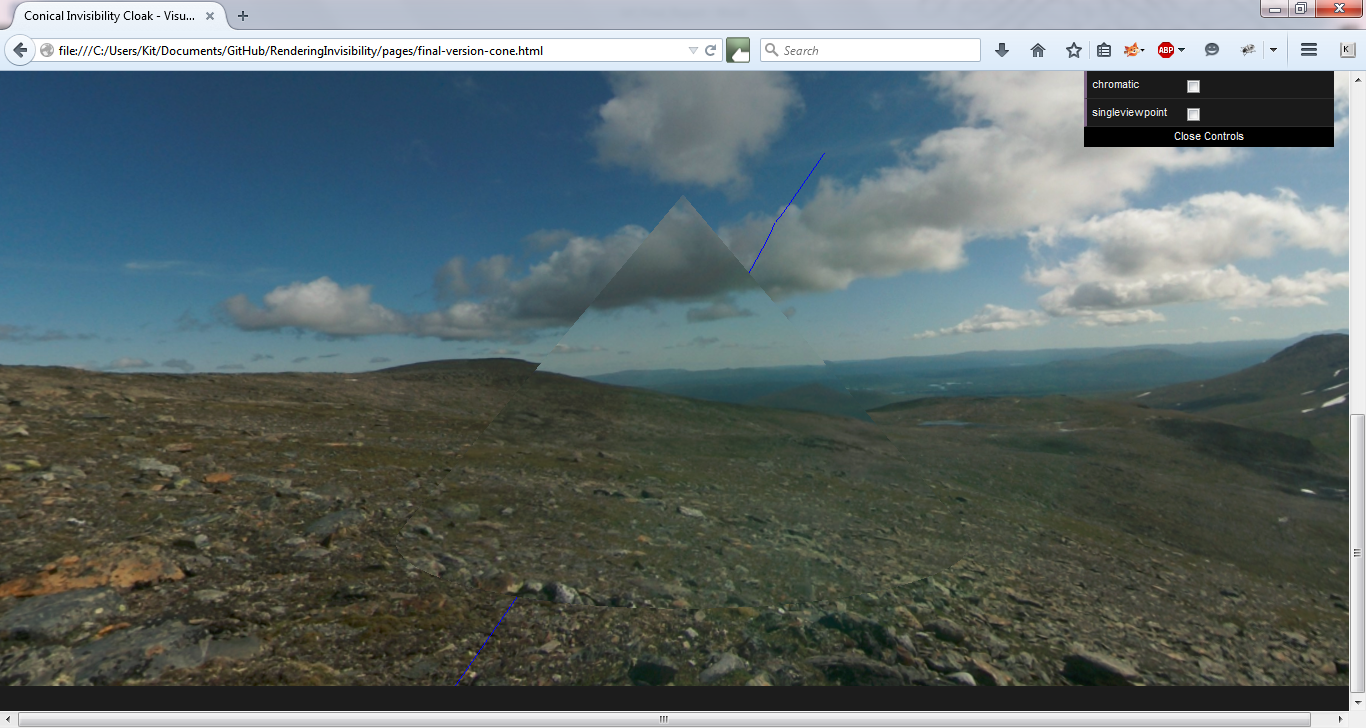 Conical Invisibility Cloak - Visu...
file:///C:/Users/Kit/Documents/GitHub/RenderingInvisibility/pages/final-version-cone.html
Search
ABP
K
chromatic
singleviewpoint
Close Controls